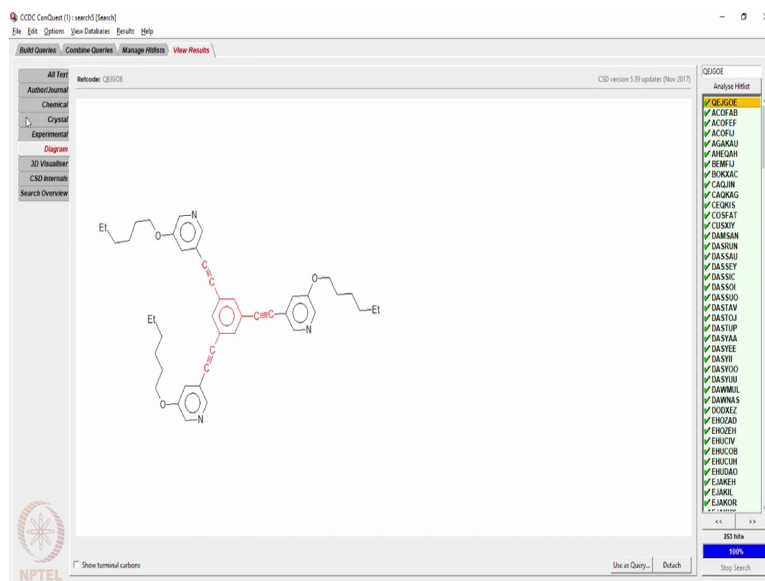 CCDC ConQuest (1) : search5 [Search]
File Edit Options View Databases Results Help
Build Queries Combine Queries Manage Hitlists View Results
All Text
Author/Journal
Chemical
Crystal
Experimental
Diagram
3D Visualiser
CSD Internals
Search Overview
Refcode: QEJGOE
CSD version 5.39 updates (Nov 2017)
Et
O
N
C
C
O
C≡C
Et
N
Et
C
C
O
N
Show terminal carbons
Use as Query...
Detach
QEJGOE
Analyse Hitlist
QEJGOE
ACOFAB
ACOFEF
ACOFIJ
AGAKAU
AHEQAH
BEMFIJ
BOKXAC
CAQJIN
CAQKAG
CEQKIS
COSFAT
CUSXIY
DAMSAN
DASRUN
DASSAU
DASSEY
DASSIC
DASSOI
DASSUO
DASTAV
DASTOJ
DASTUP
DASYAA
DASYEE
DASYII
DASYOO
DASYUU
DAWMUL
DAWNAS
DODXEZ
EHOZAD
EHOZEH
EHUCIV
EHUCOB
EHUCUH
EHUDAO
EJAKEH
EJAKIL
EJAKOR
<< >>
253 hits
100%
Stop Search
NPTEL